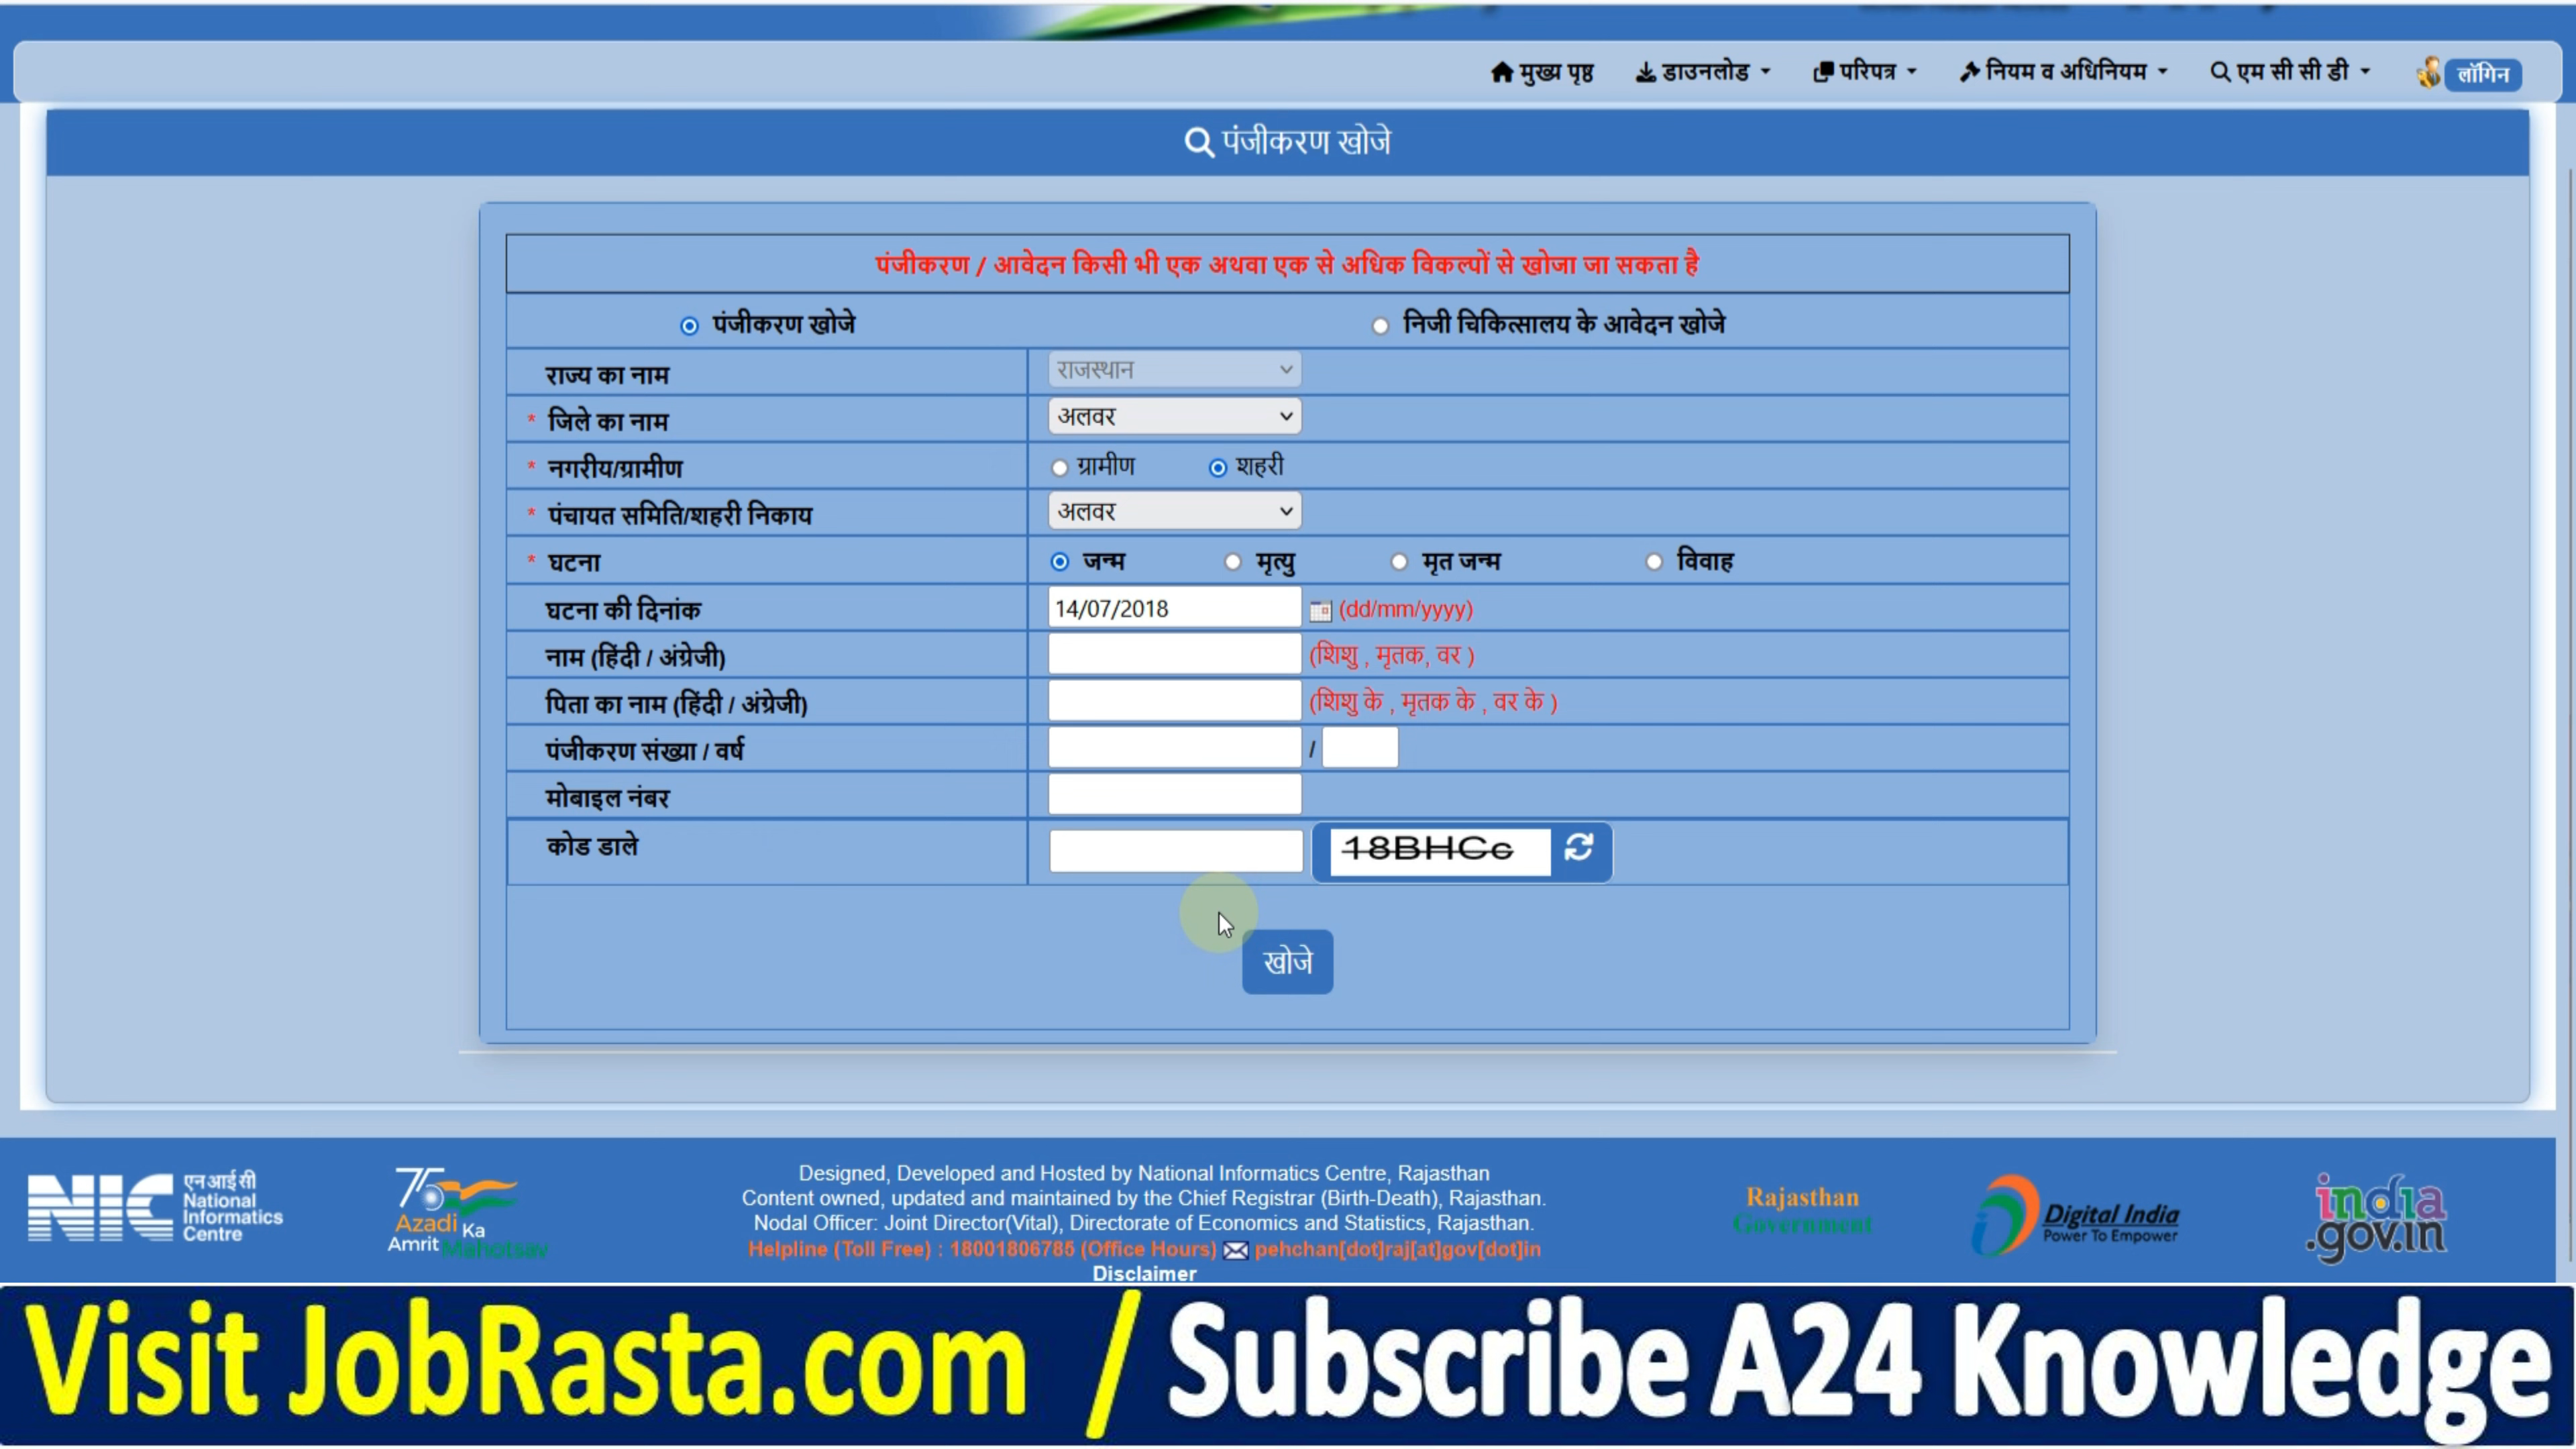 मुख्य पृष्ठ डाउनलोड परिपत्र नियम व अधिनियम एम सी सी डी लॉगिन
पंजीकरण खोजे
पंजीकरण / आवेदन किसी भी एक अथवा एक से अधिक विकल्पों से खोजा जा सकता है
पंजीकरण खोजे निजी चिकित्सालय के आवेदन खोजे
राज्य का नाम राजस्थान
* जिले का नाम अलवर
* नगरीय/ग्रामीण ग्रामीण शहरी
* पंचायत समिति/शहरी निकाय अलवर
* घटना जन्म मृत्यु मृत जन्म विवाह
घटना की दिनांक 14/07/2018 (dd/mm/yyyy)
नाम (हिंदी / अंग्रेजी) (शिशु , मृतक, वर )
पिता का नाम (हिंदी / अंग्रेजी) (शिशु के , मृतक के , वर के )
पंजीकरण संख्या / वर्ष /
मोबाइल नंबर
कोड डाले 18BHCc
खोजे
NIC एन आई सी
National
Informatics
Centre
75
Azadi Ka
Amrit Mahotsav
Designed, Developed and Hosted by National Informatics Centre, Rajasthan
Content owned, updated and maintained by the Chief Registrar (Birth-Death), Rajasthan.
Nodal Officer: Joint Director(Vital), Directorate of Economics and Statistics, Rajasthan.
Helpline (Toll Free) : 18001806785 (Office Hours) pehchan[dot]raj[at]gov[dot]in
Disclaimer
Rajasthan
Government
Digital India
Power To Empower
india
.gov.in
Visit JobRasta.com / Subscribe A24 Knowledge